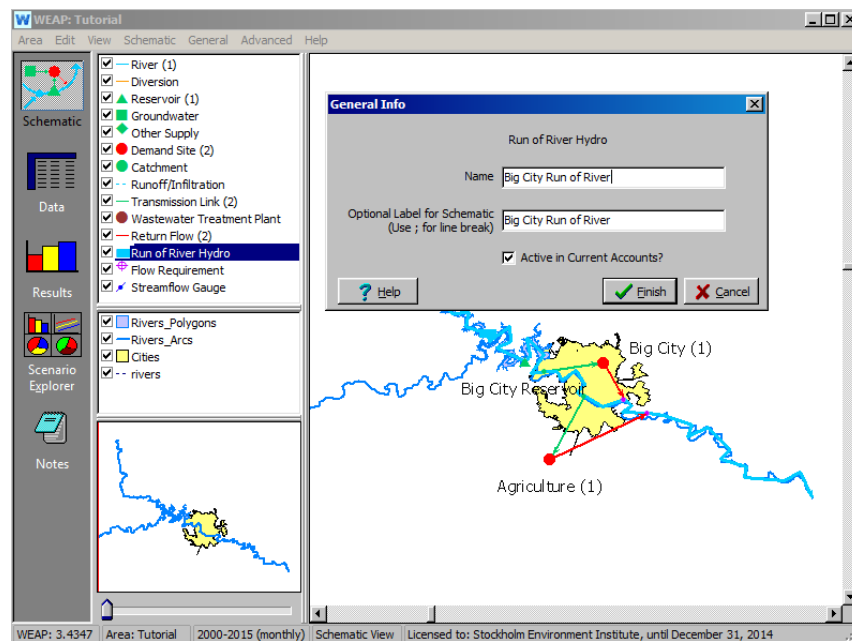 WEAP: Tutorial
Area Edit View Schematic General Advanced Help
Schematic
Data
Results
Scenario
Explorer
Notes
River (1)
Diversion
Reservoir (1)
Groundwater
Other Supply
Demand Site (2)
Catchment
Runoff/Infiltration
Transmission Link (2)
Wastewater Treatment Plant
Return Flow (2)
Run of River Hydro
Flow Requirement
Streamflow Gauge
Rivers_Polygons
Rivers_Arcs
Cities
rivers
General Info
Run of River Hydro
Name Big City Run of River
Optional Label for Schematic
(Use ; for line break)
Big City Run of River
Active in Current Accounts?
Help
Finish
Cancel
Big City (1)
Big City Reservoir
Agriculture (1)
WEAP: 3.4347 Area: Tutorial 2000-2015 (monthly) Schematic View Licensed to: Stockholm Environment Institute, until December 31, 2014